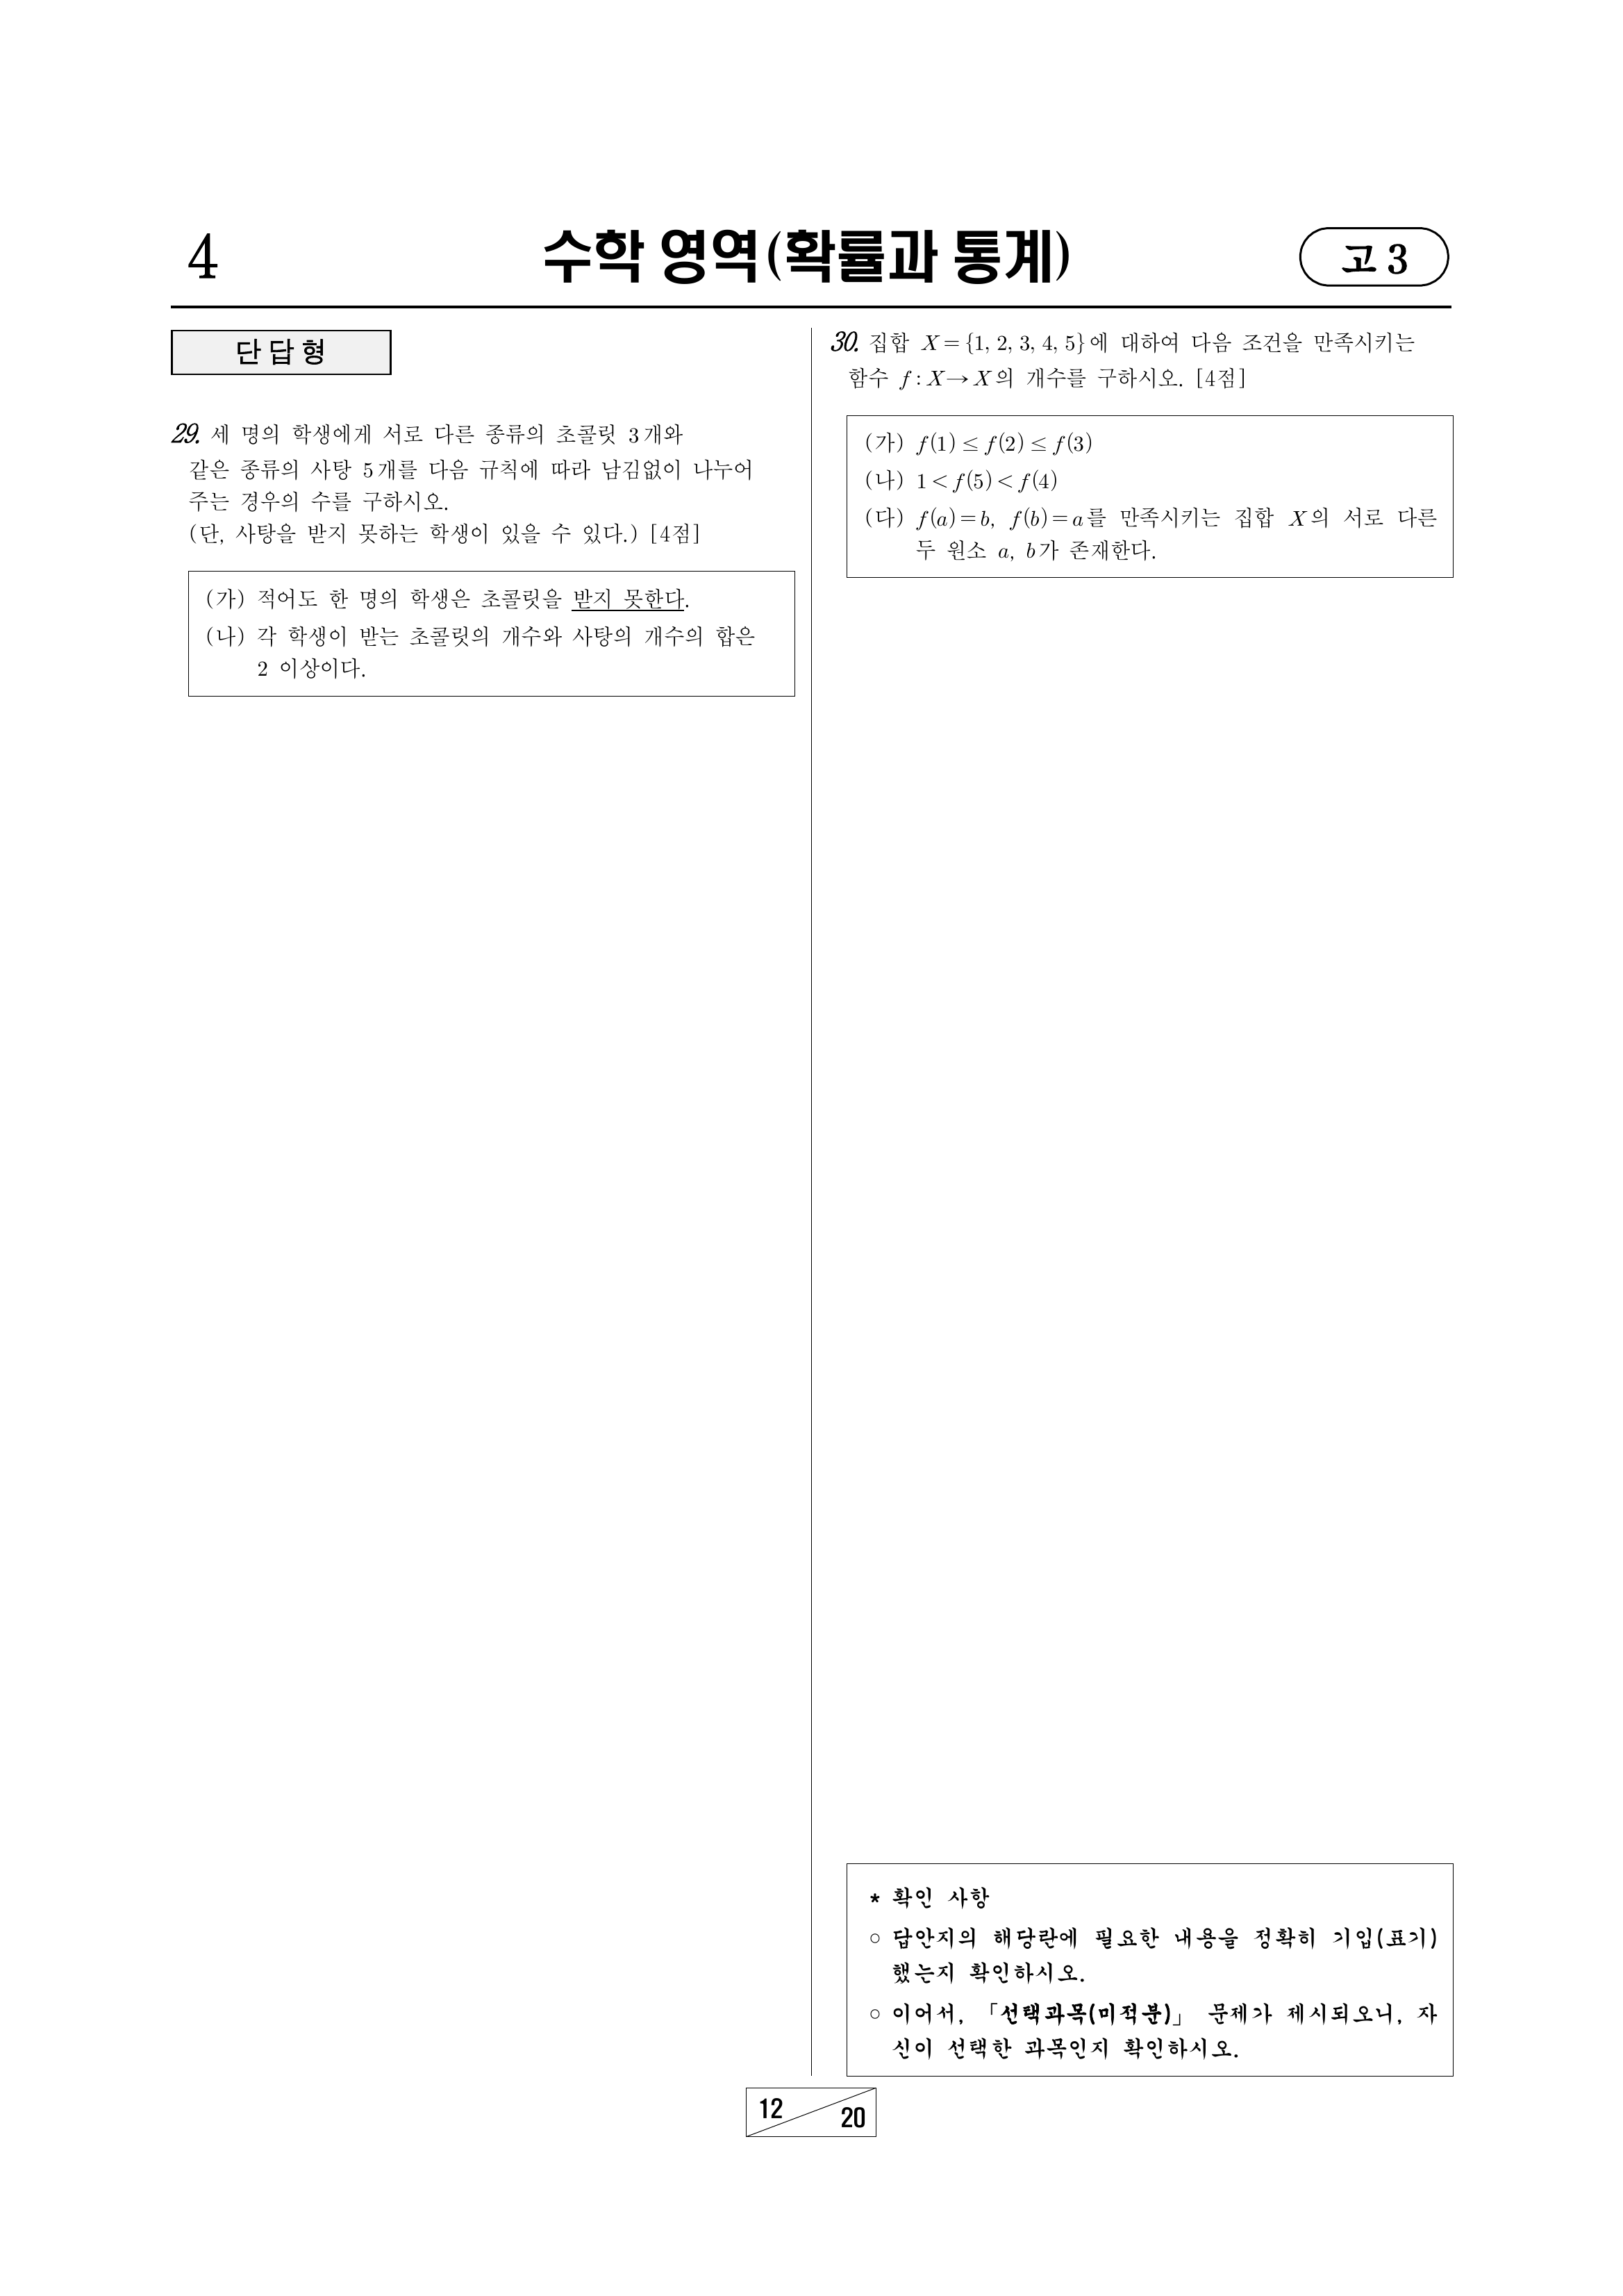 4
수학 영역(확률과 통계)
고 3
단 답 형
29. 세 명의 학생에게 서로 다른 종류의 초콜릿 3개와
같은 종류의 사탕 5개를 다음 규칙에 따라 남김없이 나누어
주는 경우의 수를 구하시오.
(단, 사탕을 받지 못하는 학생이 있을 수 있다.) [4점]
(가) 적어도 한 명의 학생은 초콜릿을 받지 못한다.
(나) 각 학생이 받는 초콜릿의 개수와 사탕의 개수의 합은
2 이상이다.
30. 집합 X={1, 2, 3, 4, 5}에 대하여 다음 조건을 만족시키는
함수 f : X→X의 개수를 구하시오. [4점]
(가) f(1) ≤ f(2) ≤ f(3)
(나) 1 < f(5) < f(4)
(다) f(a)=b, f(b)=a를 만족시키는 집합 X의 서로 다른
두 원소 a, b가 존재한다.
* 확인 사항
○ 답안지의 해당란에 필요한 내용을 정확히 기입(표기)
했는지 확인하시오.
○ 이어서, 「선택과목(미적분)」 문제가 제시되오니, 자
신이 선택한 과목인지 확인하시오.
12
20